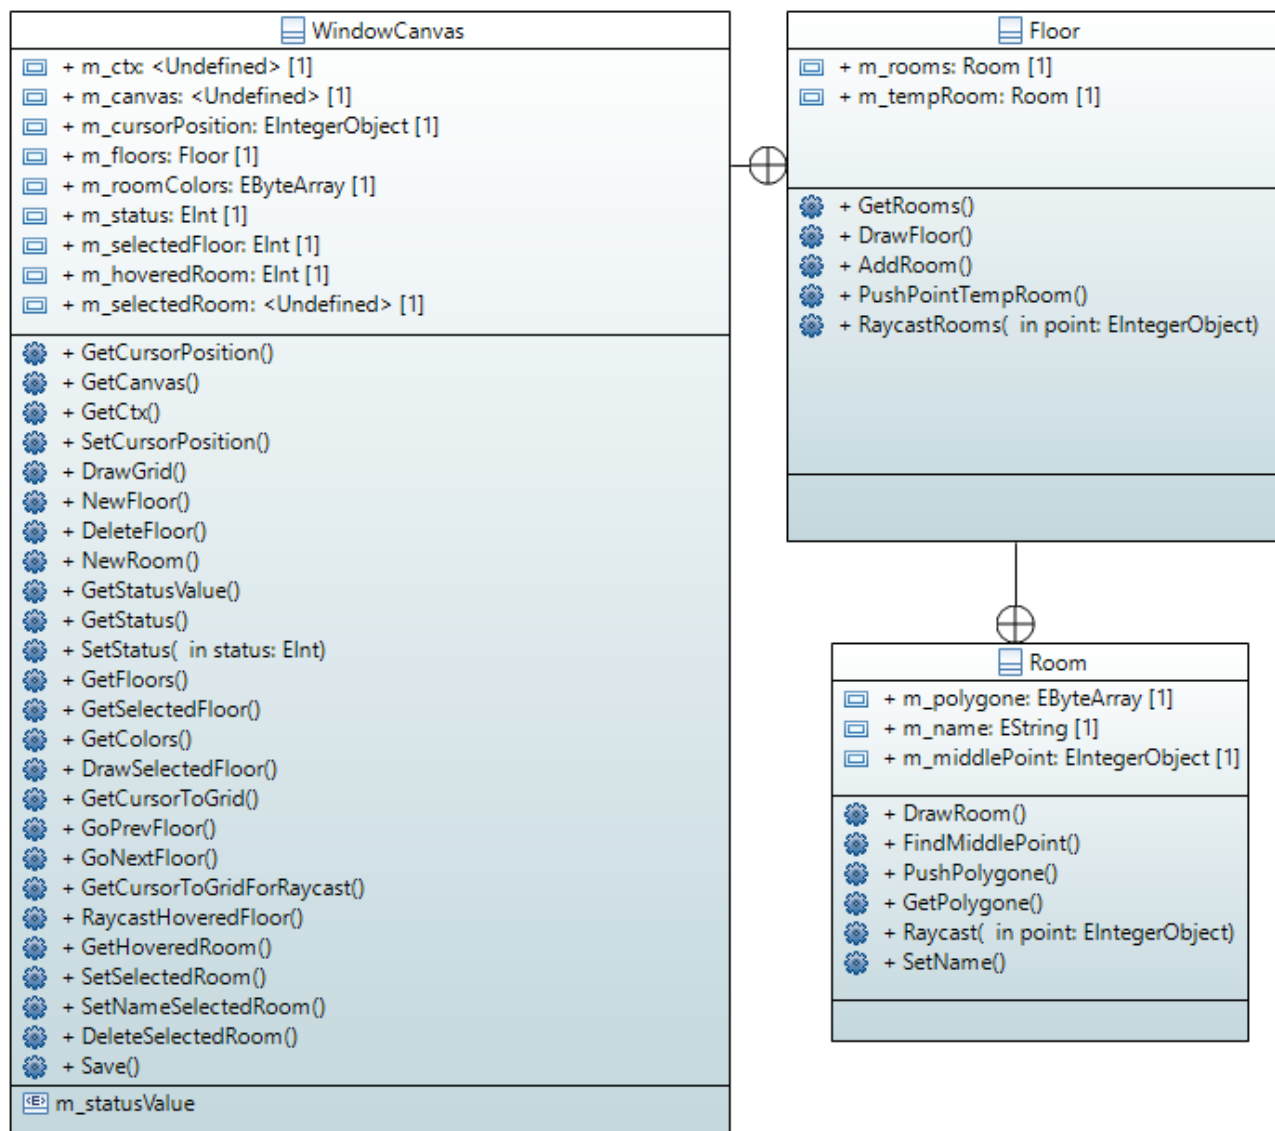 WindowCanvas
+ m_ctx: <Undefined> [1]
+ m_canvas: <Undefined> [1]
+ m_cursorPosition: EIntegerObject [1]
+ m_floors: Floor [1]
+ m_roomColors: EByteArray [1]
+ m_status: EInt [1]
+ m_selectedFloor: EInt [1]
+ m_hoveredRoom: EInt [1]
+ m_selectedRoom: <Undefined> [1]
+ GetCursorPosition()
+ GetCanvas()
+ GetCtx()
+ SetCursorPosition()
+ DrawGrid()
+ NewFloor()
+ DeleteFloor()
+ NewRoom()
+ GetStatusValue()
+ GetStatus()
+ SetStatus( in status: EInt)
+ GetFloors()
+ GetSelectedFloor()
+ GetColors()
+ DrawSelectedFloor()
+ GetCursorToGrid()
+ GoPrevFloor()
+ GoNextFloor()
+ GetCursorToGridForRaycast()
+ RaycastHoveredFloor()
+ GetHoveredRoom()
+ SetSelectedRoom()
+ SetNameSelectedRoom()
+ DeleteSelectedRoom()
+ Save()
<E> m_statusValue
Floor
+ m_rooms: Room [1]
+ m_tempRoom: Room [1]
+ GetRooms()
+ DrawFloor()
+ AddRoom()
+ PushPointTempRoom()
+ RaycastRooms( in point: EIntegerObject)
Room
+ m_polygone: EByteArray [1]
+ m_name: EString [1]
+ m_middlePoint: EIntegerObject [1]
+ DrawRoom()
+ FindMiddlePoint()
+ PushPolygone()
+ GetPolygone()
+ Raycast( in point: EIntegerObject)
+ SetName()